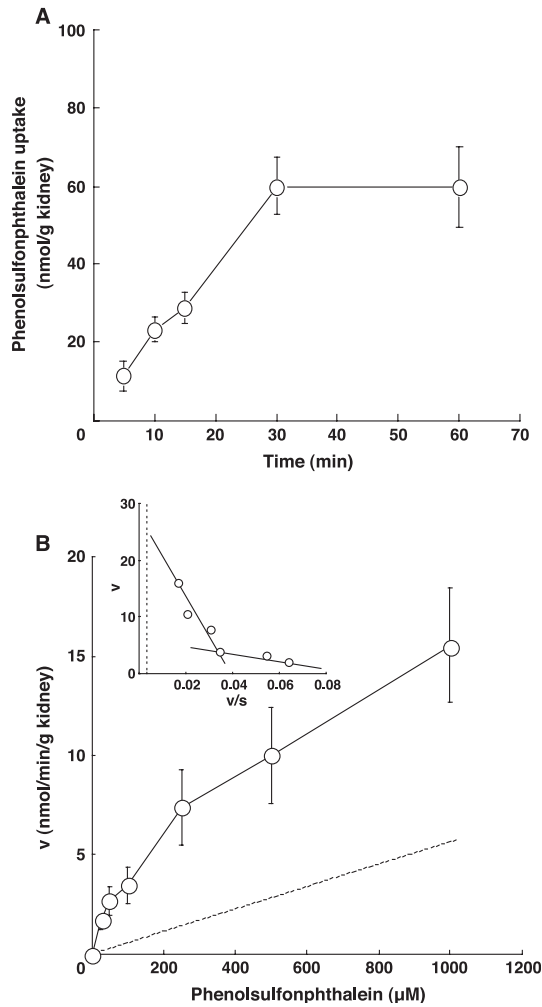 A
Phenolsulfonphthalein uptake
(nmol/g kidney)
100
80
60
40
20
0
10 20 30 40 50 60 70
Time (min)
B
v
30
20
10
0
0.02 0.04 0.06 0.08
v/s
v (nmol/min/g kidney)
20
15
10
5
0
200 400 600 800 1000 1200
Phenolsulfonphthalein (µM)